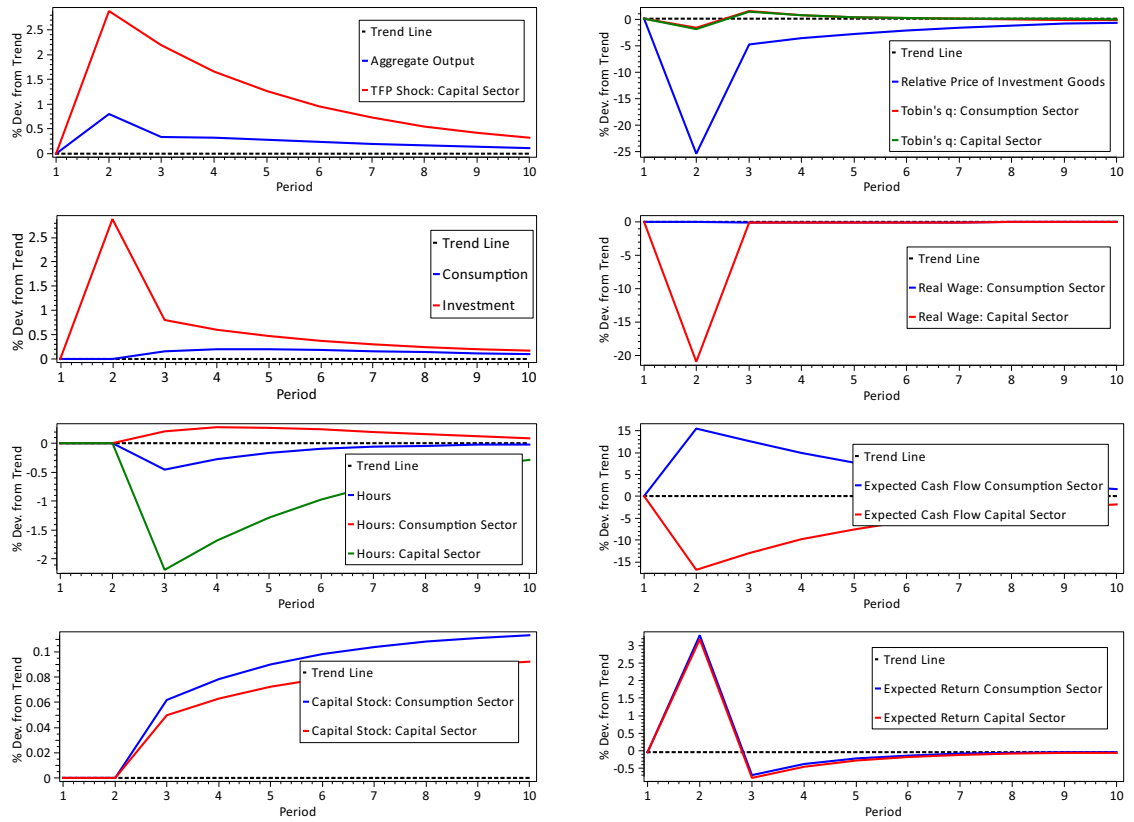 % Dev. from Trend
2.5
2
1.5
1
0.5
0
1 2 3 4 5 6 7 8 9 10
Period
Trend Line
Aggregate Output
TFP Shock: Capital Sector
% Dev. from Trend
0
-5
-10
-15
-20
-25
1 2 3 4 5 6 7 8 9 10
Period
Trend Line
Relative Price of Investment Goods
Tobin's q: Consumption Sector
Tobin's q: Capital Sector
% Dev. from Trend
2.5
2
1.5
1
0.5
0
1 2 3 4 5 6 7 8 9 10
Period
Trend Line
Consumption
Investment
% Dev. from Trend
0
-5
-10
-15
-20
1 2 3 4 5 6 7 8 9 10
Period
Trend Line
Real Wage: Consumption Sector
Real Wage: Capital Sector
% Dev. from Trend
0
-0.5
-1
-1.5
-2
1 2 3 4 5 6 7 8 9 10
Period
Trend Line
Hours
Hours: Consumption Sector
Hours: Capital Sector
% Dev. from Trend
15
10
5
0
-5
-10
-15
1 2 3 4 5 6 7 8 9 10
Period
Trend Line
Expected Cash Flow Consumption Sector
Expected Cash Flow Capital Sector
% Dev. from Trend
0.1
0.08
0.06
0.04
0.02
0
1 2 3 4 5 6 7 8 9 10
Period
Trend Line
Capital Stock: Consumption Sector
Capital Stock: Capital Sector
% Dev. from Trend
3
2.5
2
1.5
1
0.5
0
-0.5
1 2 3 4 5 6 7 8 9 10
Period
Trend Line
Expected Return Consumption Sector
Expected Return Capital Sector